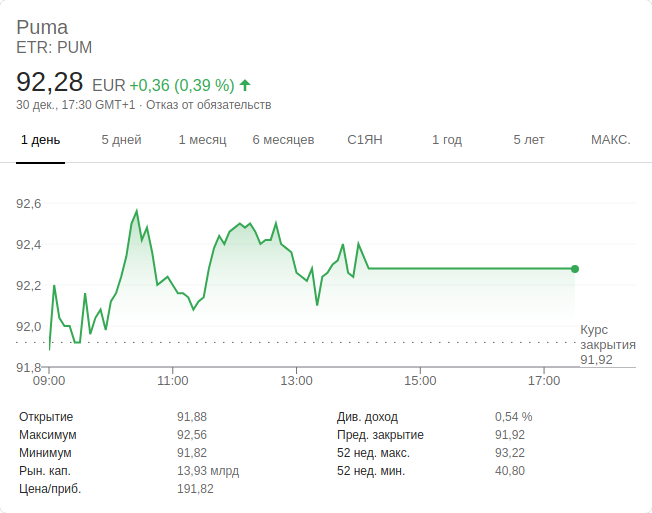 Puma
ETR: PUM
92,28 EUR +0,36 (0,39 %)
30 дек., 17:30 GMT+1 · Отказ от обязательств
1 день 5 дней 1 месяц 6 месяцев С1ЯН 1 год 5 лет МАКС.
92,6
92,4
92,2
92,0
91,8
Курс
закрытия
91,92
09:00 11:00 13:00 15:00 17:00
Открытие 91,88 Див. доход 0,54 %
Максимум 92,56 Пред. закрытие 91,92
Минимум 91,82 52 нед. макс. 93,22
Рын. кап. 13,93 млрд 52 нед. мин. 40,80
Цена/приб. 191,82